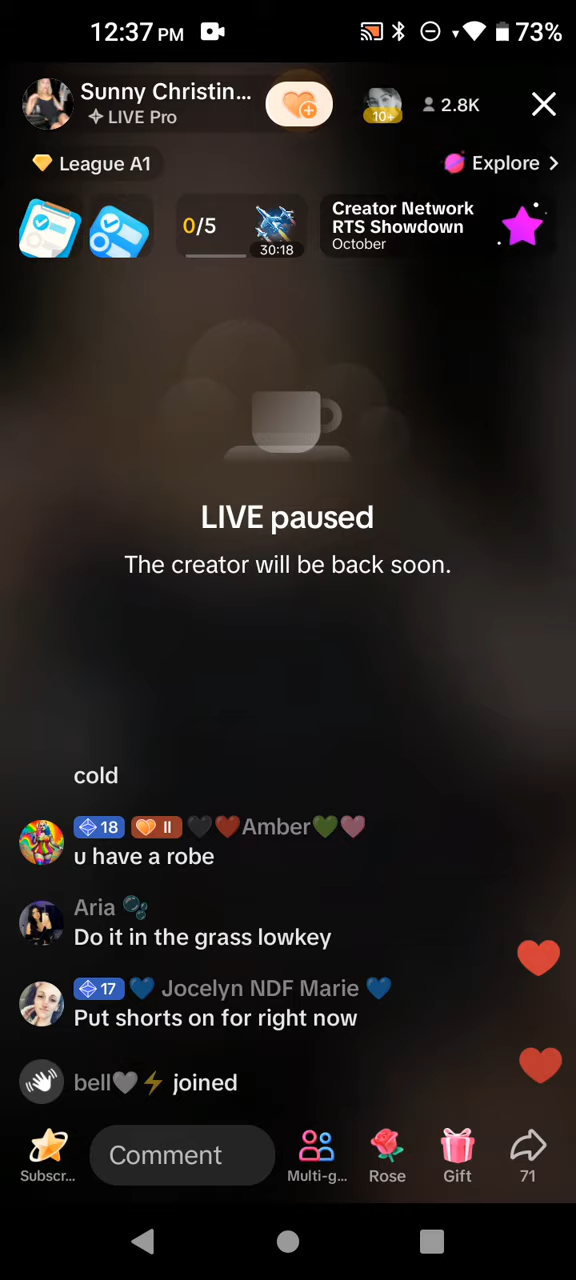 12:37 PM
73%
Sunny Christin...
LIVE Pro
10+
2.8K
League A1
Explore
0/5
30:18
Creator Network
RTS Showdown
October
LIVE paused
The creator will be back soon.
cold
18 II 🖤❤️Amber💚🩷
u have a robe
Aria 🫧
Do it in the grass lowkey
17 💙 Jocelyn NDF Marie 💙
Put shorts on for right now
bell🤍⚡ joined
Subscr...
Comment
Multi-g...
Rose
Gift
71